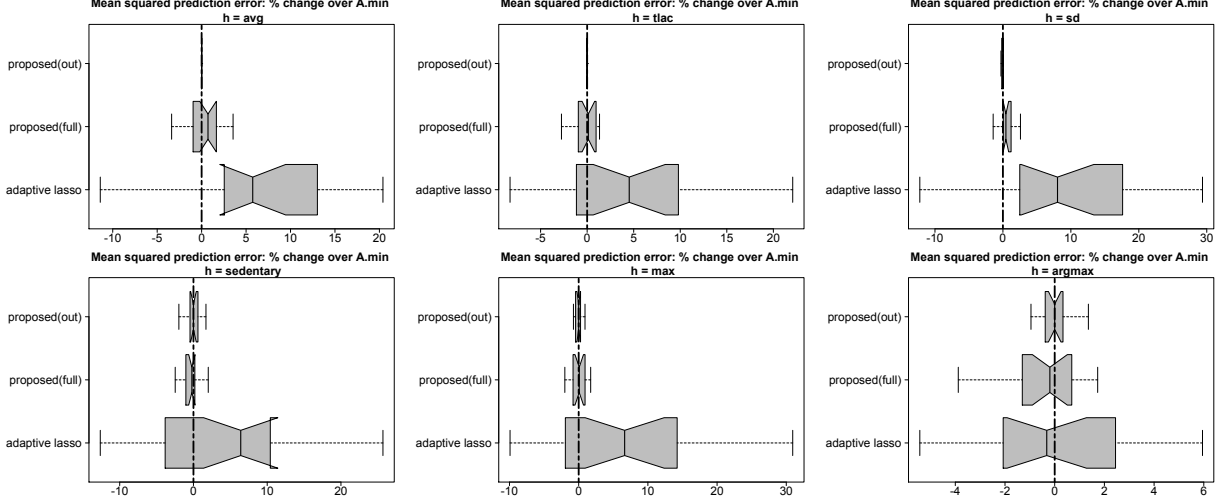 Mean squared prediction error: % change over A.min
h = avg
proposed(out)
proposed(full)
adaptive lasso
-10 -5 0 5 10 15 20
Mean squared prediction error: % change over A.min
h = tlac
proposed(out)
proposed(full)
adaptive lasso
-5 0 5 10 15 20
Mean squared prediction error: % change over A.min
h = sd
proposed(out)
proposed(full)
adaptive lasso
-10 0 10 20 30
Mean squared prediction error: % change over A.min
h = sedentary
proposed(out)
proposed(full)
adaptive lasso
-10 0 10 20
Mean squared prediction error: % change over A.min
h = max
proposed(out)
proposed(full)
adaptive lasso
-10 0 10 20 30
Mean squared prediction error: % change over A.min
h = argmax
proposed(out)
proposed(full)
adaptive lasso
-4 -2 0 2 4 6